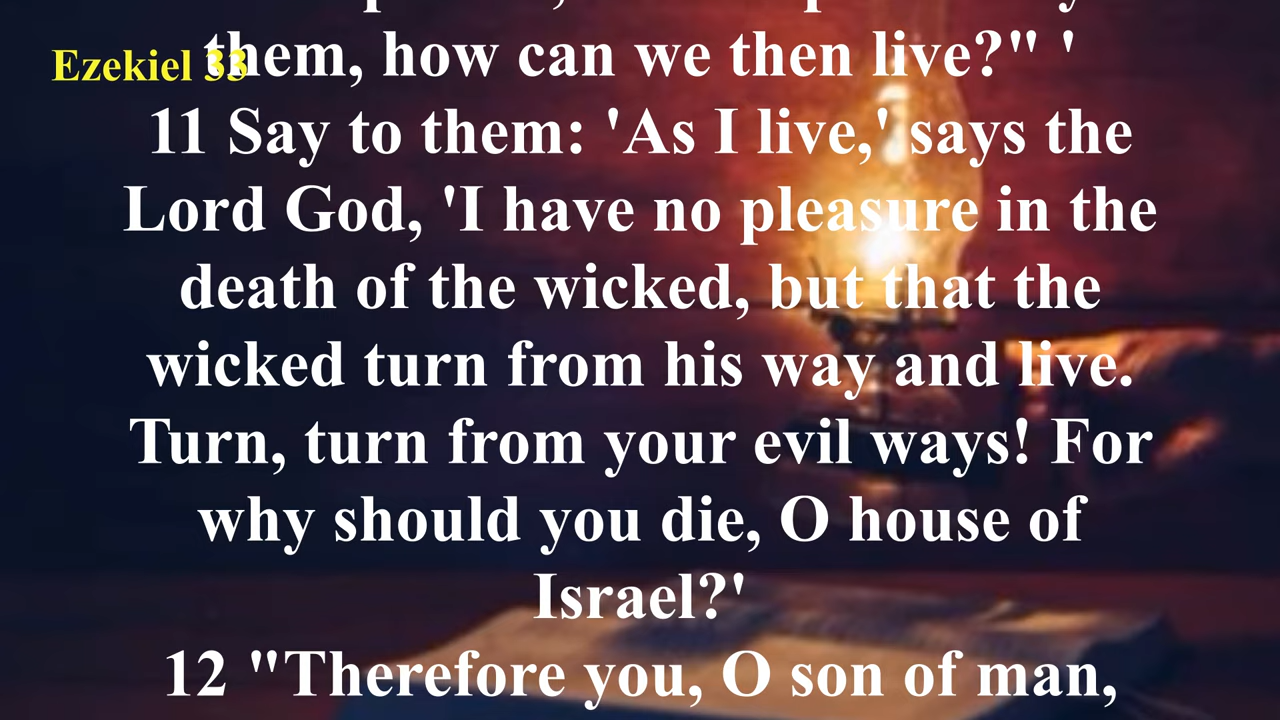 them, how can we then live?" '
Ezekiel 33
11 Say to them: 'As I live,' says the
Lord God, 'I have no pleasure in the
death of the wicked, but that the
wicked turn from his way and live.
Turn, turn from your evil ways! For
why should you die, O house of
Israel?'
12 "Therefore you, O son of man,